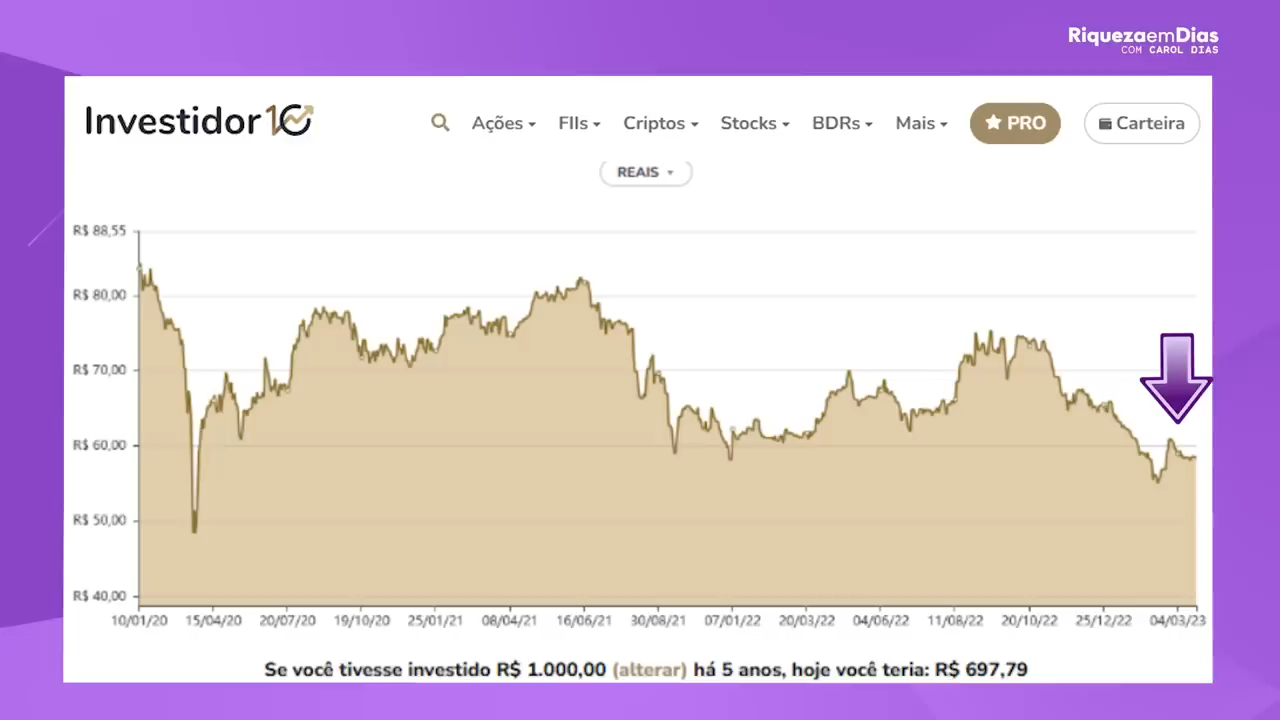 RiquezaemDias
COM CAROL DIAS
Investidor10
Ações
FIIs
Criptos
Stocks
BDRs
Mais
PRO
Carteira
REAIS
R$ 88,55
R$ 80,00
R$ 70,00
R$ 60,00
R$ 50,00
R$ 40,00
10/01/20 15/04/20 20/07/20 19/10/20 25/01/21 08/04/21 16/06/21 30/08/21 07/01/22 20/03/22 04/06/22 11/08/22 20/10/22 25/12/22 04/03/23
Se você tivesse investido R$ 1.000,00 (alterar) há 5 anos, hoje você teria: R$ 697,79